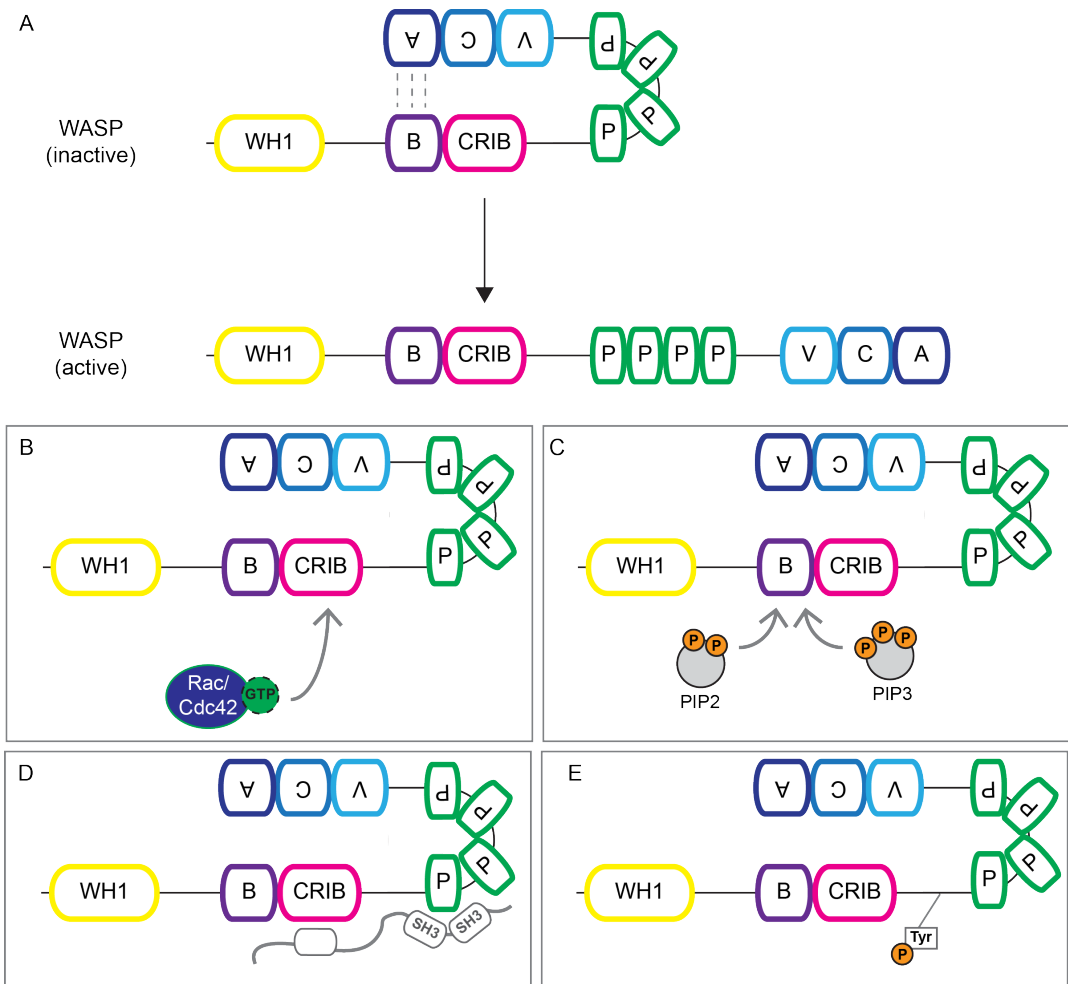 A
A C V P
P
WASP
(inactive)
WH1 B CRIB P P
WASP
(active)
WH1 B CRIB P P P P V C A
B
A C V P
P
WH1 B CRIB P P
Rac/
Cdc42 GTP
C
A C V P
P
WH1 B CRIB P P
P P
PIP2
P P P
PIP3
D
A C V P
P
WH1 B CRIB P P
SH3 SH3
E
A C V P
P
WH1 B CRIB P P
Tyr
P